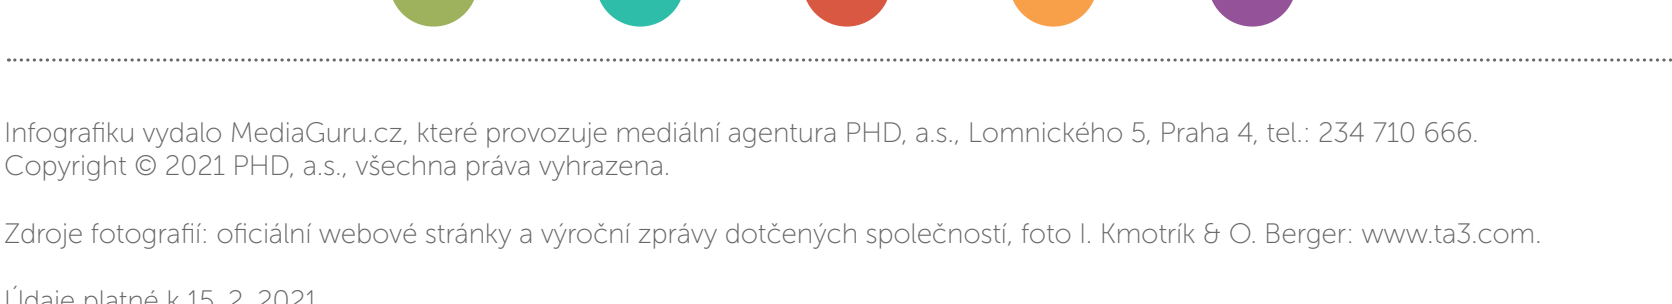 Infografiku vydalo MediaGuru.cz, které provozuje mediální agentura PHD, a.s., Lomnického 5, Praha 4, tel.: 234 710 666.
Copyright © 2021 PHD, a.s., všechna práva vyhrazena.
Zdroje fotografií: oficiální webové stránky a výroční zprávy dotčených společností, foto I. Kmotrík & O. Berger: www.ta3.com.
Údaje platné k 15. 2. 2021